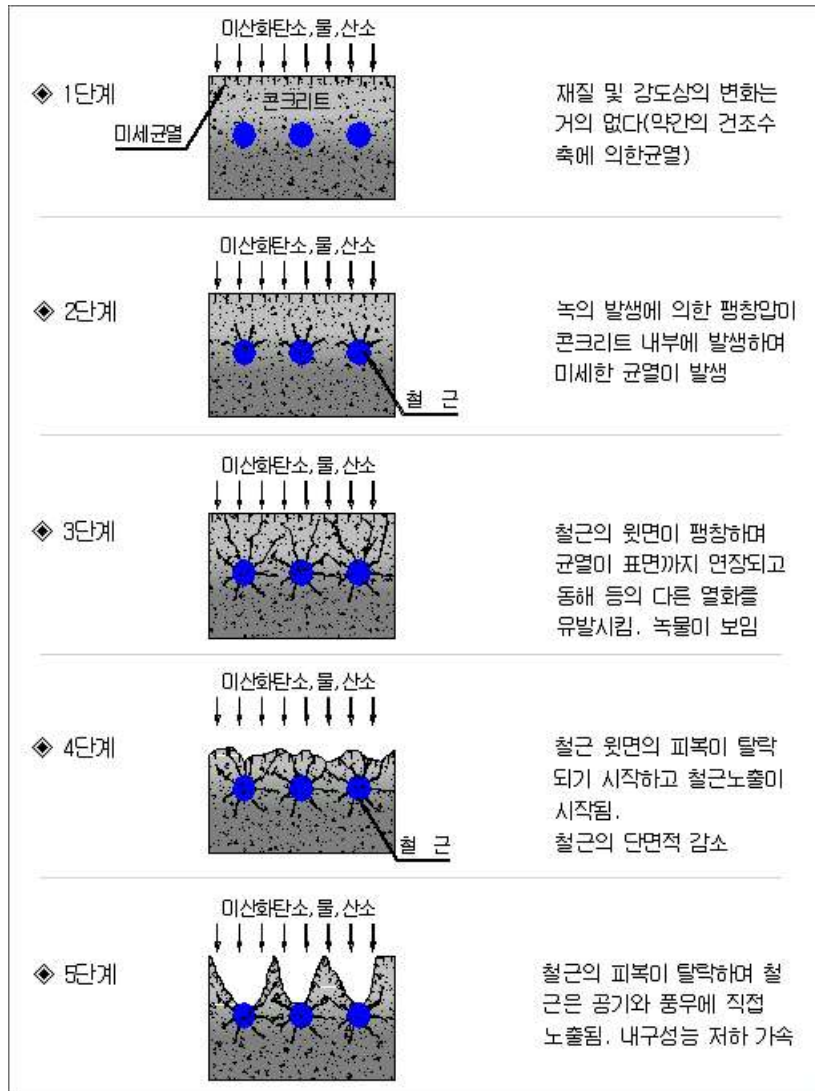 이산화탄소,물,산소
◈ 1단계
콘크리트
미세균열
재질 및 강도상의 변화는
거의 없다(약간의 건조수
축에 의한균열)
이산화탄소,물,산소
◈ 2단계
철 근
녹의 발생에 의한 팽창압이
콘크리트 내부에 발생하며
미세한 균열이 발생
이산화탄소,물,산소
◈ 3단계
철근의 윗면이 팽창하며
균열이 표면까지 연장되고
동해 등의 다른 열화를
유발시킴. 녹물이 보임
이산화탄소,물,산소
◈ 4단계
철 근
철근 윗면의 피복이 탈락
되기 시작하고 철근노출이
시작됨.
철근의 단면적 감소
이산화탄소,물,산소
◈ 5단계
철근의 피복이 탈락하며 철
근은 공기와 풍우에 직접
노출됨. 내구성능 저하 가속